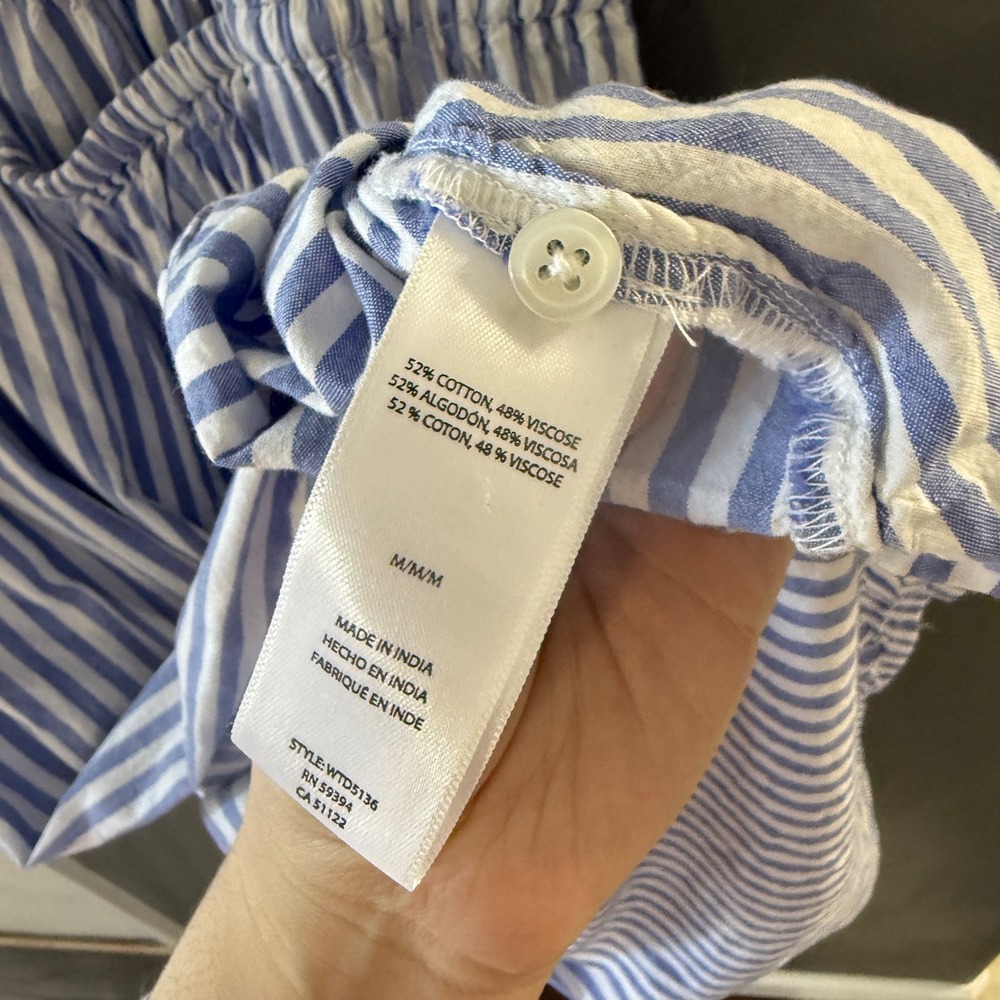 52% COTTON, 48% VISCOSE
52% ALGODÓN, 48% VISCOSA
52 % COTON, 48 % VISCOSE
M/M/M
MADE IN INDIA
HECHO EN INDIA
FABRIQUÉ EN INDE
STYLE: WTD5136
RN 59394
CA 51122